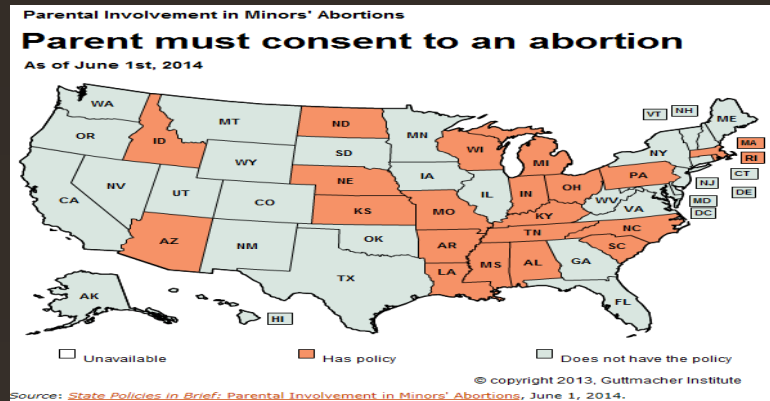 Parental Involvement in Minors' Abortions
Parent must consent to an abortion
As of June 1st, 2014
WA
MT
ND
MN
VT
NH
ME
OR
ID
SD
WI
MI
NY
MA
RI
WY
NE
IA
PA
CT
NJ
DE
NV
UT
CO
IL
IN
OH
WV
VA
MD
DC
CA
KS
MO
KY
AZ
NM
OK
AR
TN
NC
SC
TX
LA
MS
AL
GA
AK
HI
FL
Unavailable
Has policy
Does not have the policy
© copyright 2013, Guttmacher Institute
Source: State Policies in Brief: Parental Involvement in Minors' Abortions, June 1, 2014.